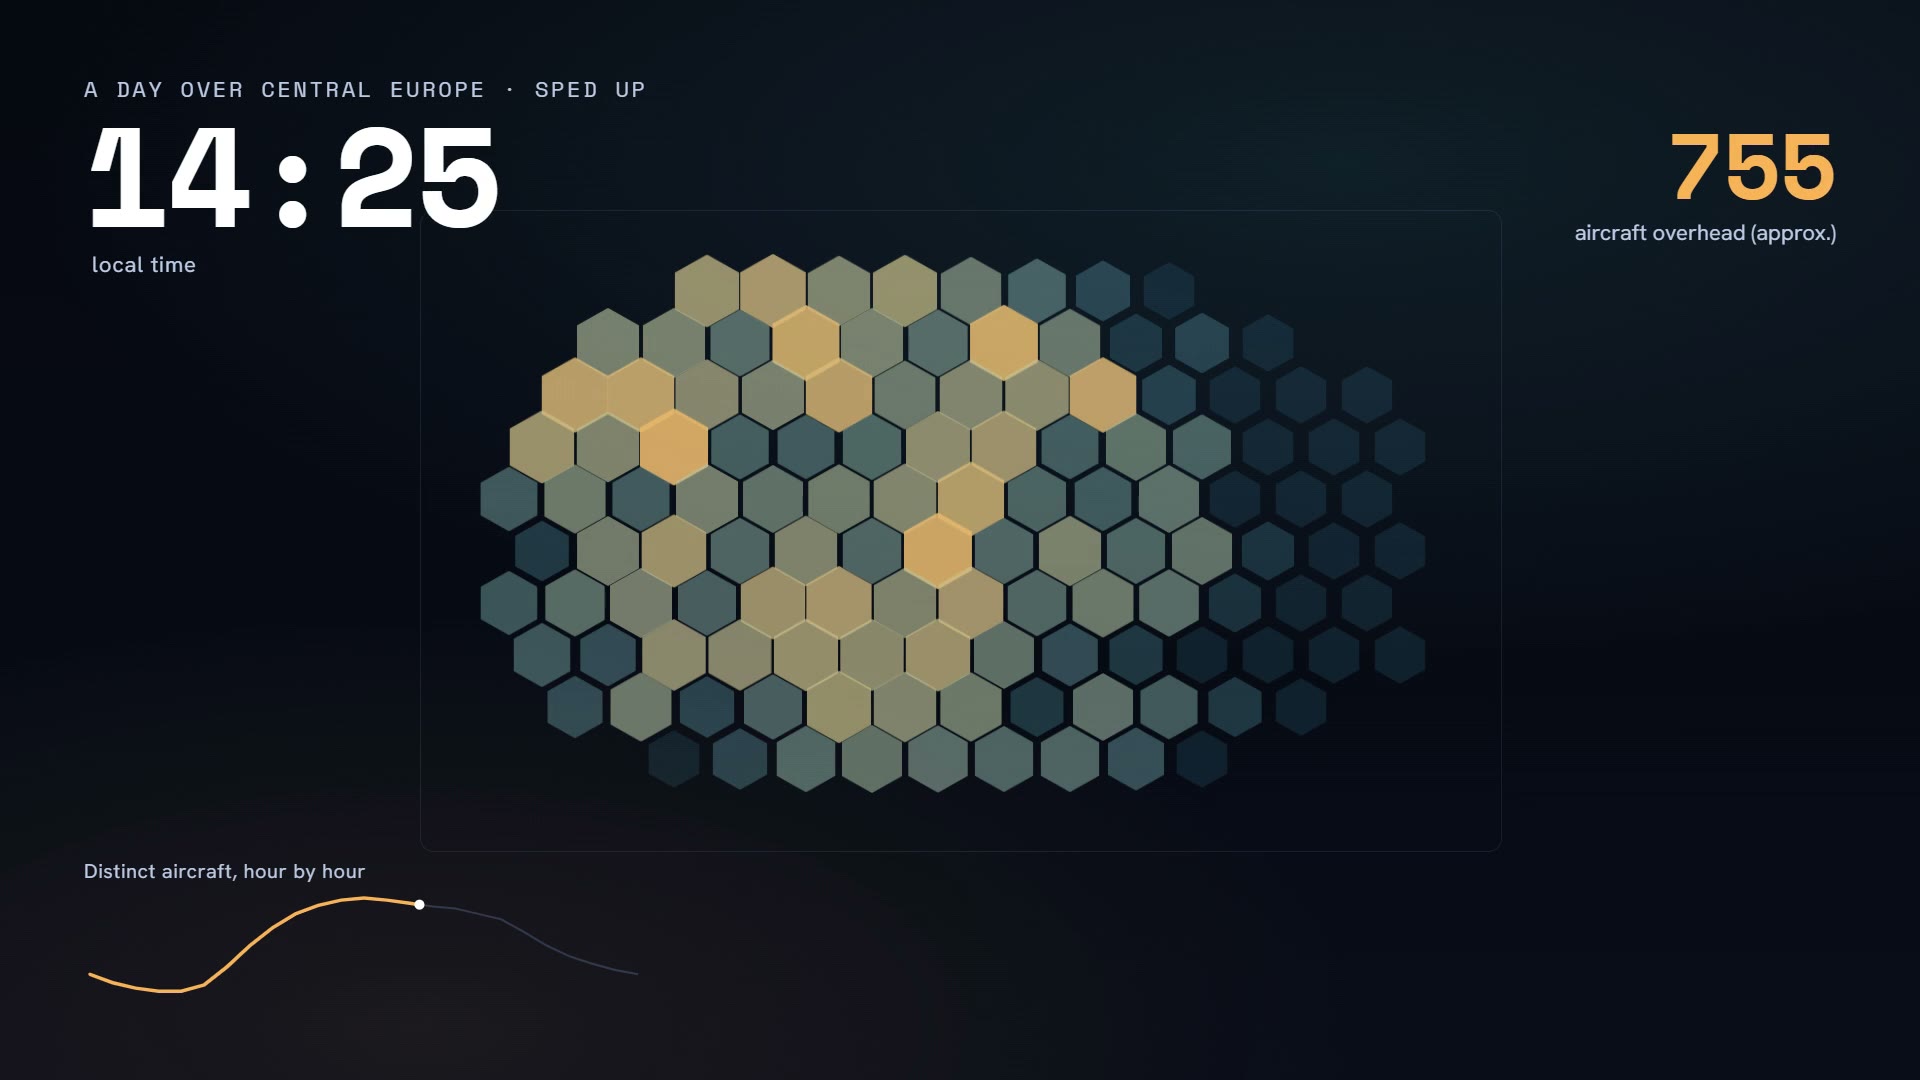 A DAY OVER CENTRAL EUROPE · SPED UP
14:25
local time
755
aircraft overhead (approx.)
Distinct aircraft, hour by hour